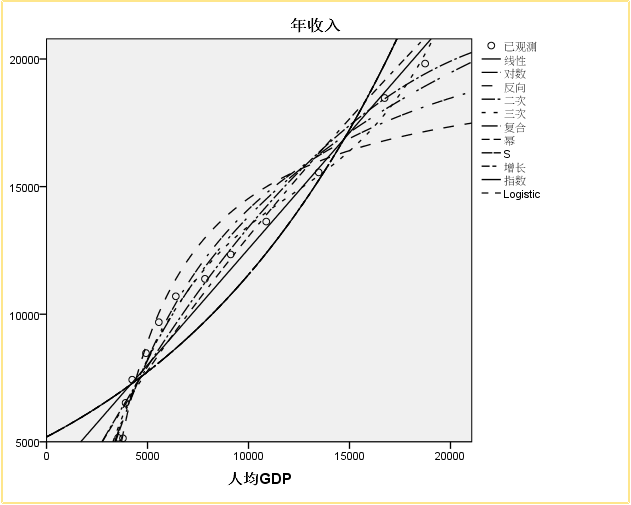 年收入
20000
15000
10000
5000
0
5000
10000
15000
20000
人均GDP
已观测
线性
对数
反向
二次
三次
复合
幂
S
增长
指数
Logistic